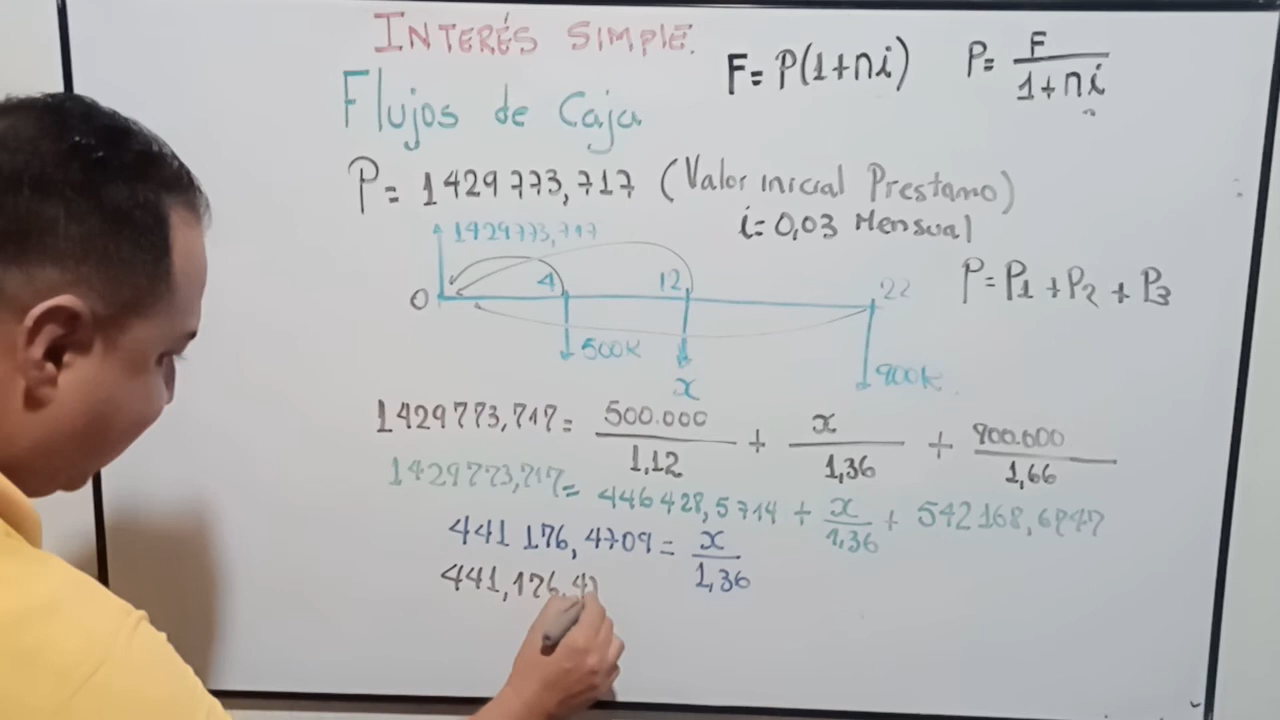 INTERÉS SIMPLE.
F= P(1+ni) P= F/1+ni
Flujos de Caja
P= 1429773,717 (Valor inicial Prestamo)
i=0,03 Mensual
1429773,717
0 4 12 22
P=P1+P2+P3
500K
x
900K
1429773,717= 500.000/1,12 + x/1,36 + 900.000/1,66
1429773,717= 446428,5714 + x/1,36 + 542168,6747
441176,4709= x/1,36
441,176.4